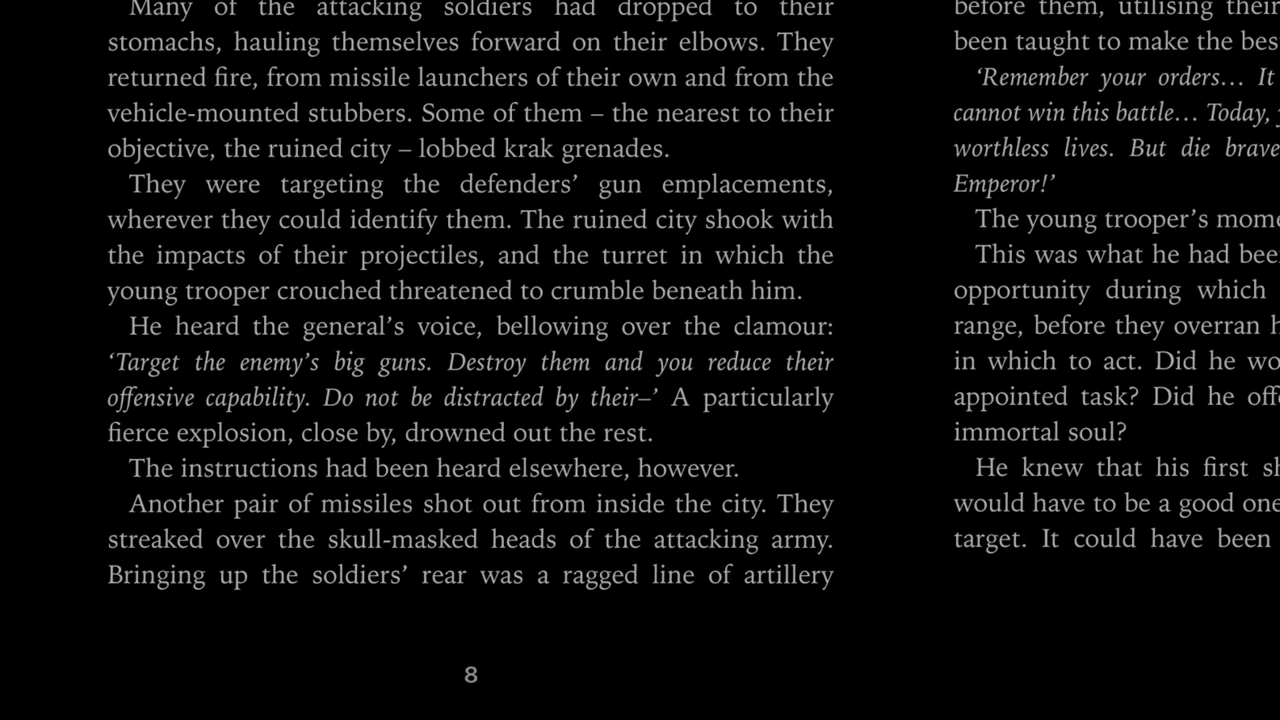 Many of the attacking soldiers had dropped to their
stomachs, hauling themselves forward on their elbows. They
returned fire, from missile launchers of their own and from the
vehicle-mounted stubbers. Some of them – the nearest to their
objective, the ruined city – lobbed krak grenades.
They were targeting the defenders’ gun emplacements,
wherever they could identify them. The ruined city shook with
the impacts of their projectiles, and the turret in which the
young trooper crouched threatened to crumble beneath him.
He heard the general’s voice, bellowing over the clamour:
‘Target the enemy’s big guns. Destroy them and you reduce their
offensive capability. Do not be distracted by their–’ A particularly
fierce explosion, close by, drowned out the rest.
The instructions had been heard elsewhere, however.
Another pair of missiles shot out from inside the city. They
streaked over the skull-masked heads of the attacking army.
Bringing up the soldiers’ rear was a ragged line of artillery
8
before them, utilising their
been taught to make the bes
‘Remember your orders… It
cannot win this battle… Today,
worthless lives. But die brave
Emperor!’
The young trooper’s mome
This was what he had bee
opportunity during which
range, before they overran
in which to act. Did he wo
appointed task? Did he offe
immortal soul?
He knew that his first sh
would have to be a good one
target. It could have been